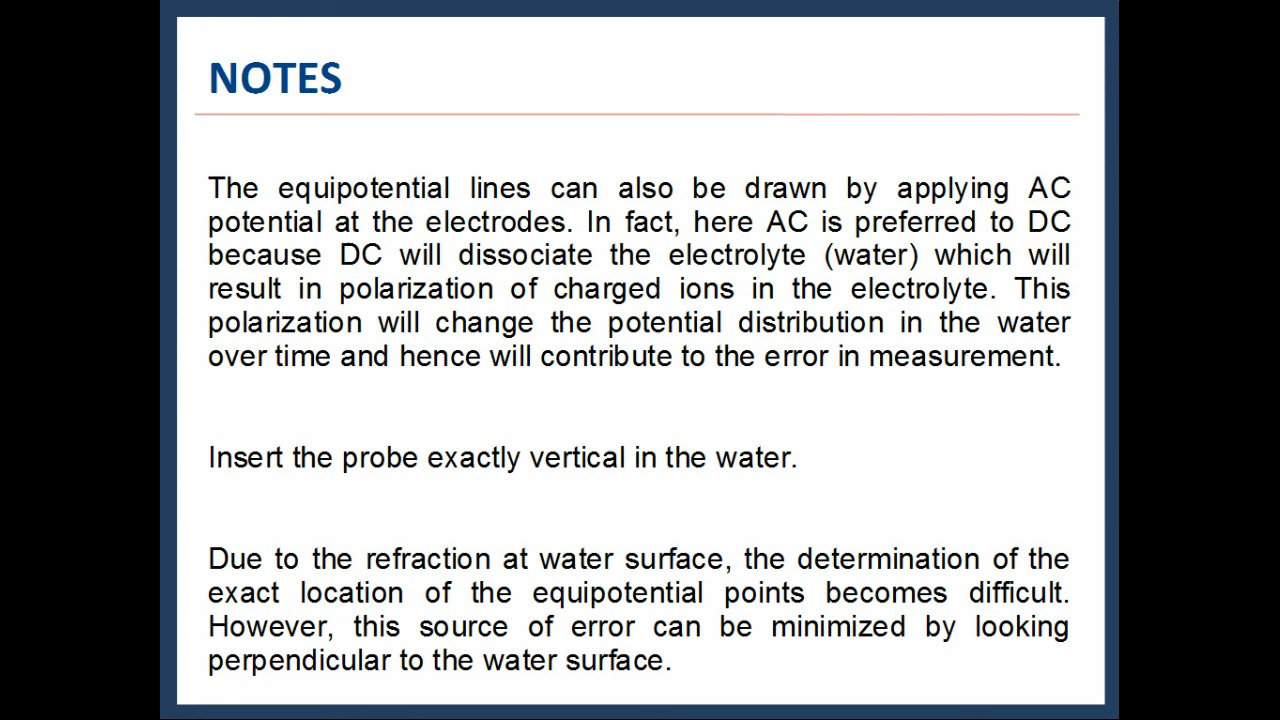 NOTES
The equipotential lines can also be drawn by applying AC
potential at the electrodes. In fact, here AC is preferred to DC
because DC will dissociate the electrolyte (water) which will
result in polarization of charged ions in the electrolyte. This
polarization will change the potential distribution in the water
over time and hence will contribute to the error in measurement.
Insert the probe exactly vertical in the water.
Due to the refraction at water surface, the determination of the
exact location of the equipotential points becomes difficult.
However, this source of error can be minimized by looking
perpendicular to the water surface.